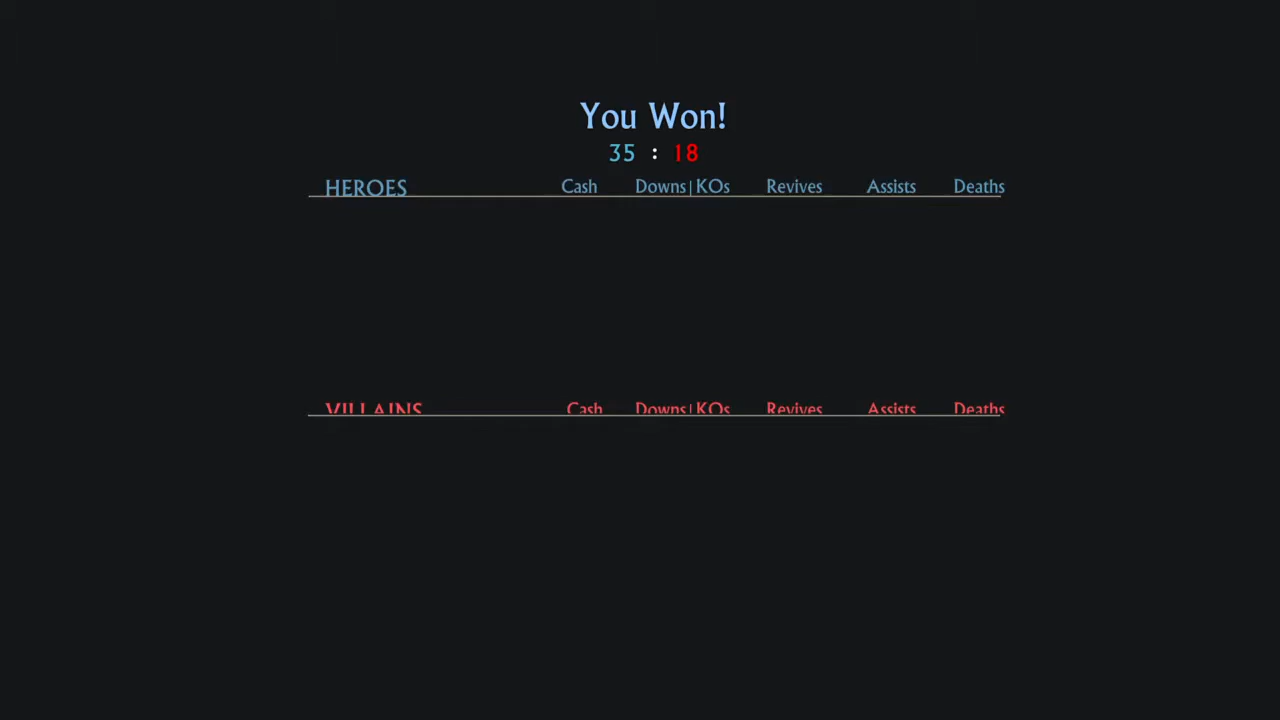 You Won!
35 : 18
HEROES Cash Downs|KOs Revives Assists Deaths
VILLAINS Cash Downs|KOs Revives Assists Deaths